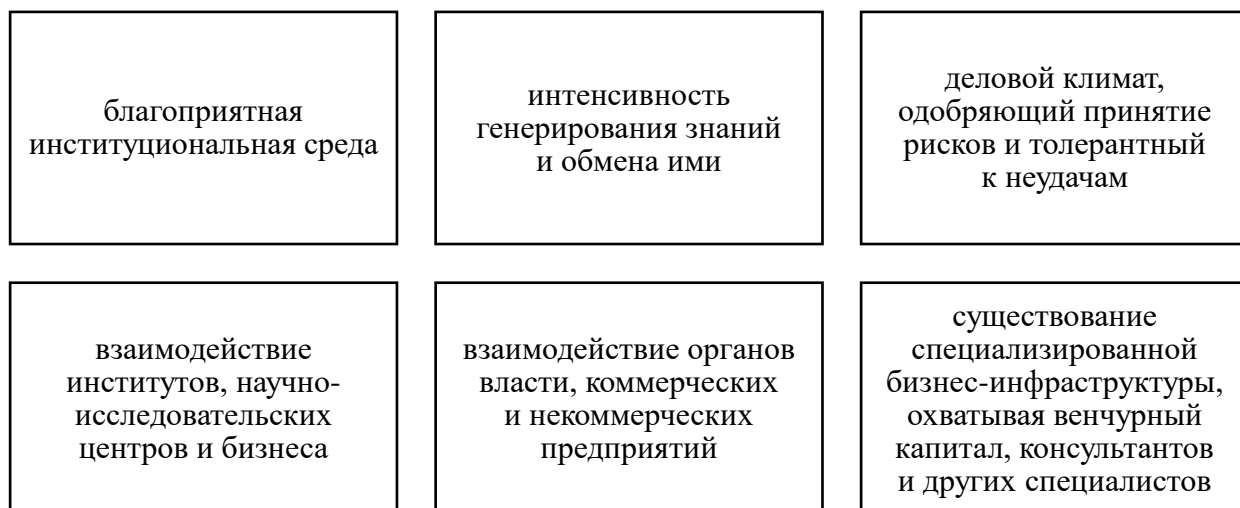 благоприятная
институциональная среда
интенсивность
генерирования знаний
и обмена ими
деловой климат,
одобряющий принятие
рисков и толерантный
к неудачам
взаимодействие
институтов, научно-
исследовательских
центров и бизнеса
взаимодействие органов
власти, коммерческих
и некоммерческих
предприятий
существование
специализированной
бизнес-инфраструктуры,
охватывая венчурный
капитал, консультантов
и других специалистов